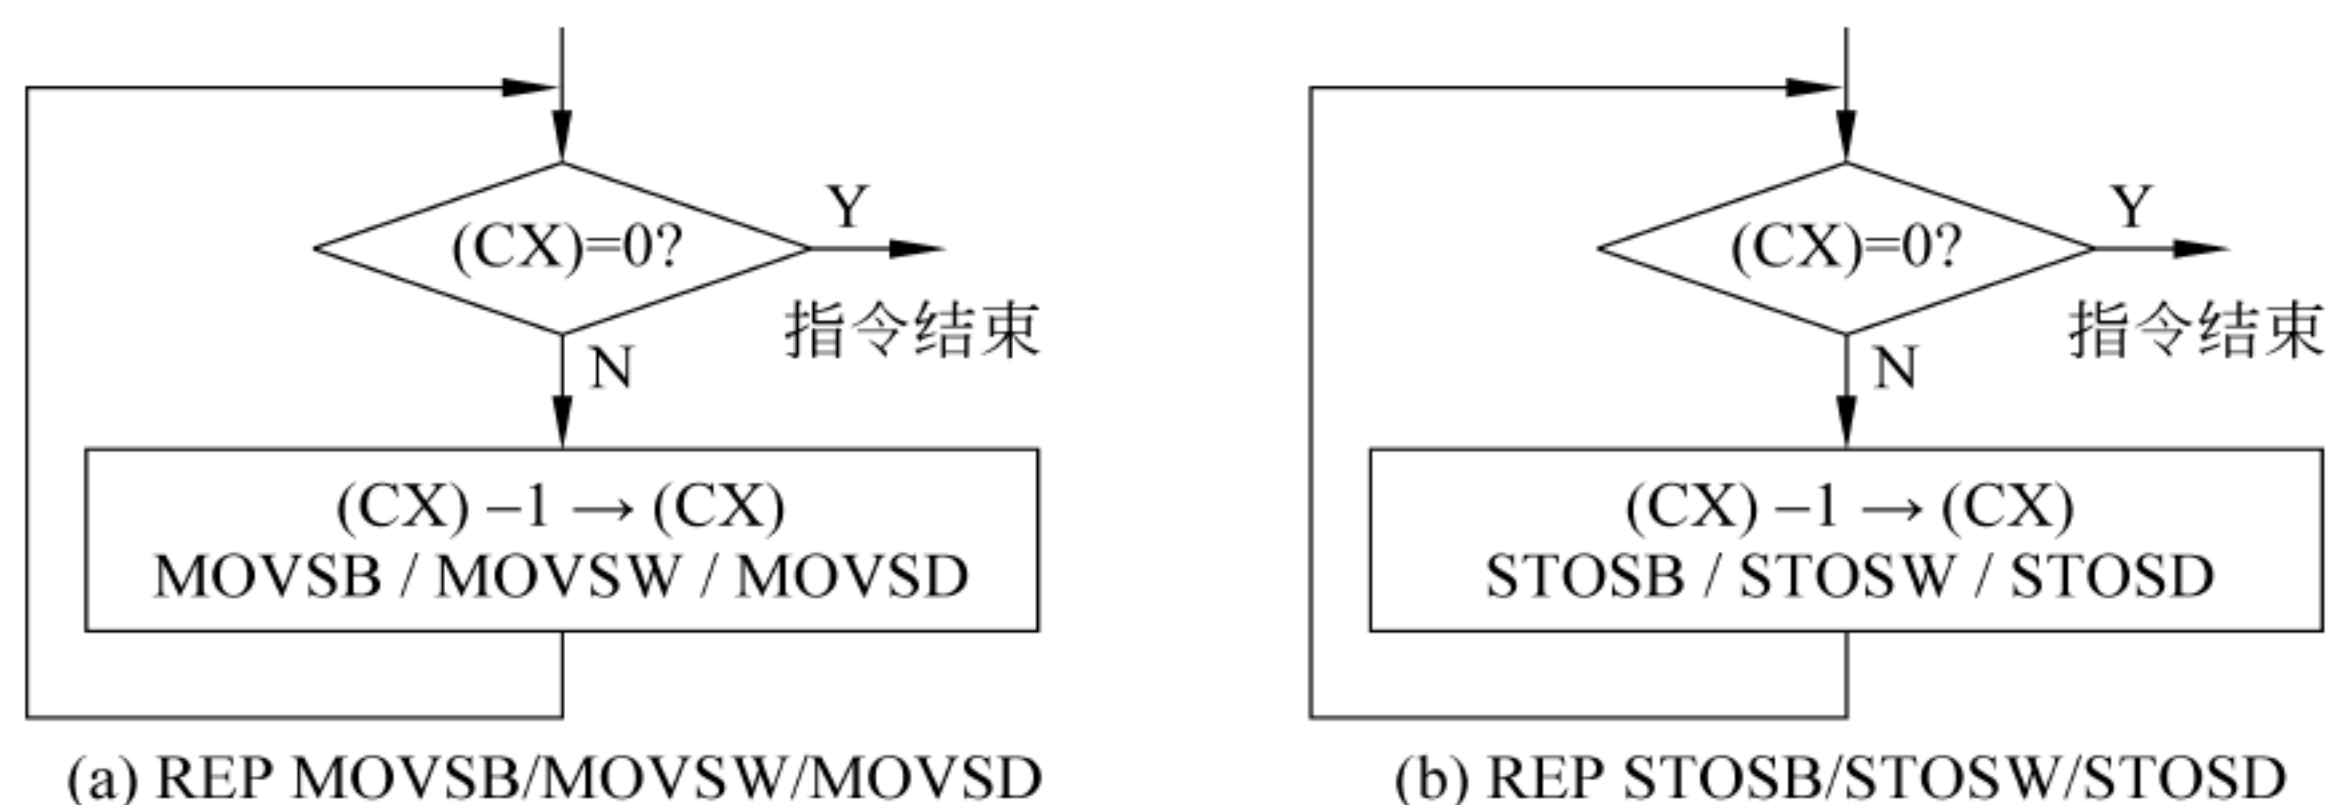 (CX)=0?
Y
指令结束
N
(CX) –1 → (CX)
MOVSB / MOVSW / MOVSD
(a) REP MOVSB/MOVSW/MOVSD
(CX)=0?
Y
指令结束
N
(CX) –1 → (CX)
STOSB / STOSW / STOSD
(b) REP STOSB/STOSW/STOSD